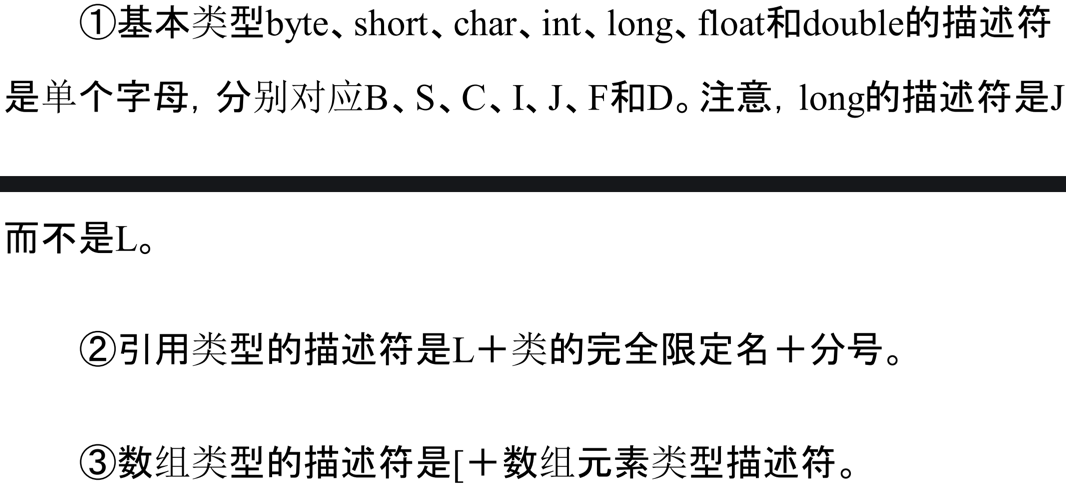 ①基本类型byte、short、char、int、long、float和double的描述符
是单个字母，分别对应B、S、C、I、J、F和D。注意，long的描述符是J
而不是L。
②引用类型的描述符是L＋类的完全限定名＋分号。
③数组类型的描述符是[＋数组元素类型描述符。